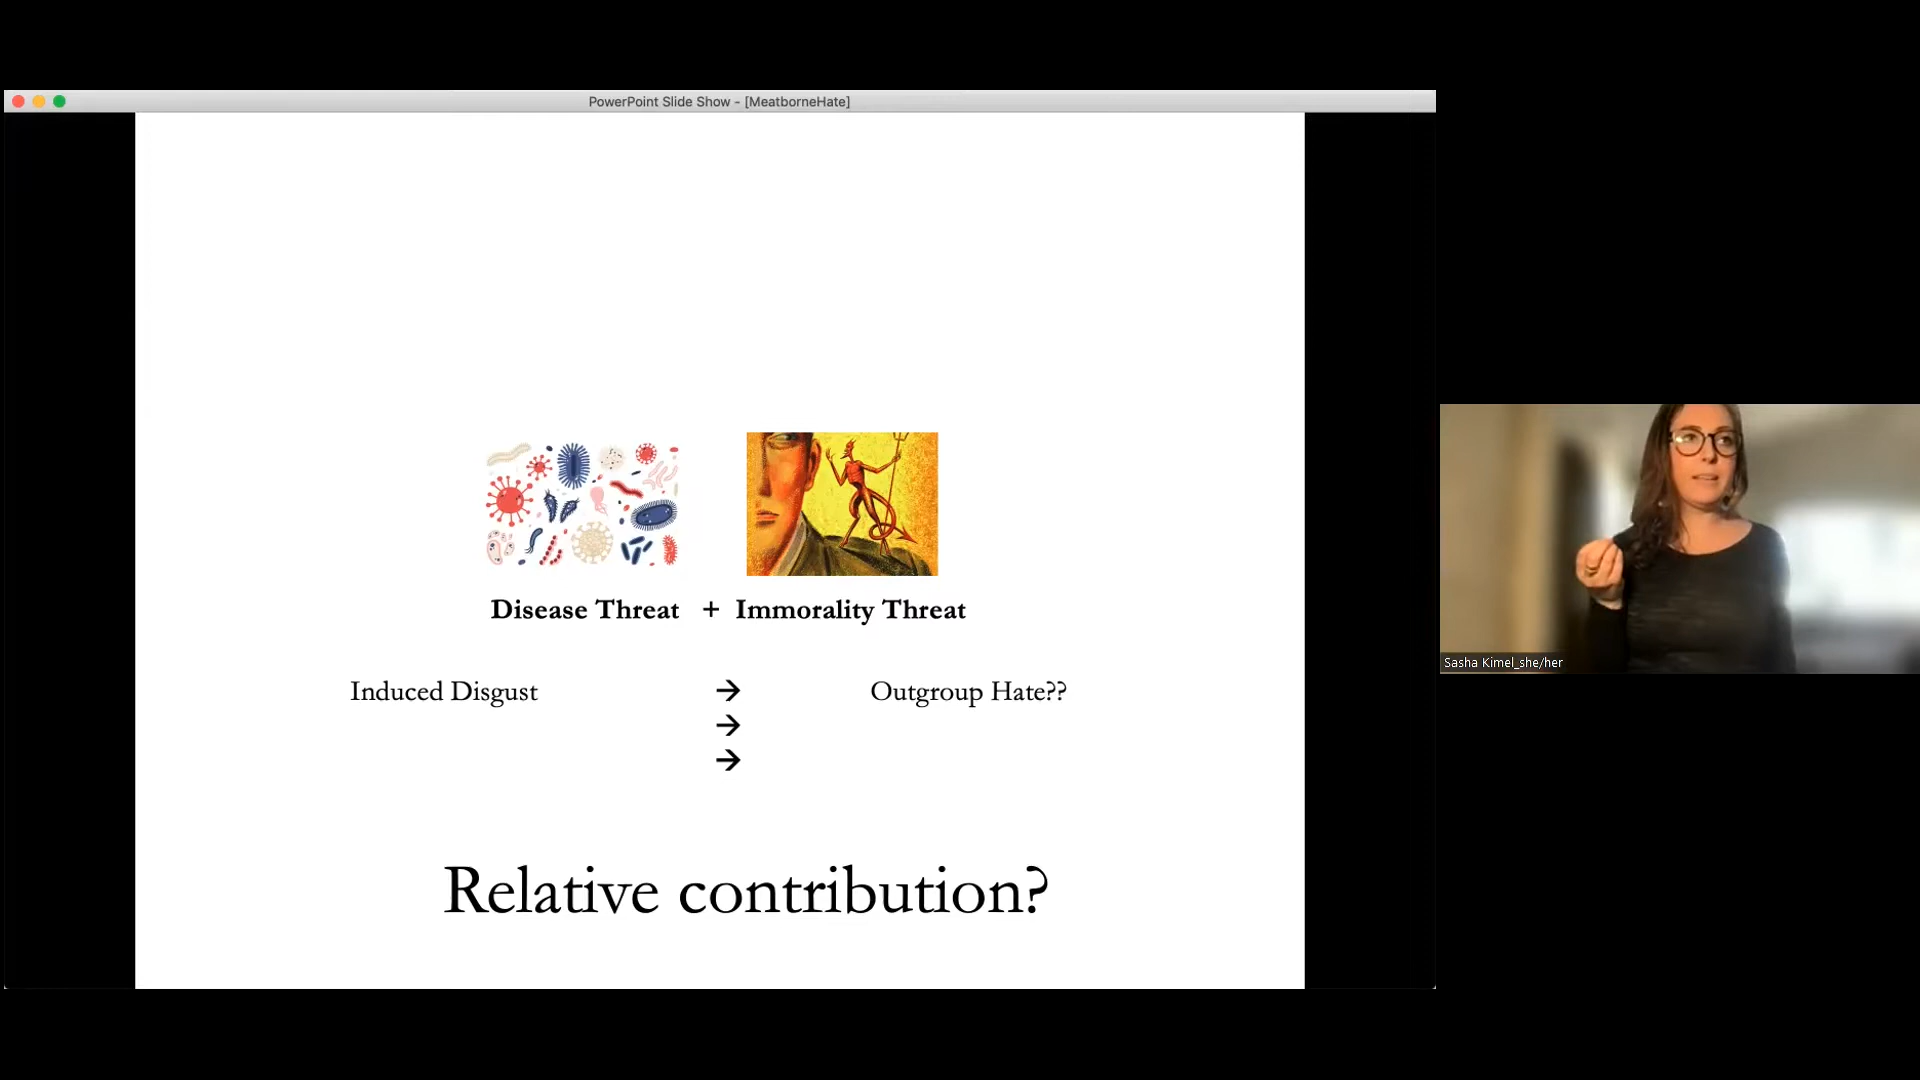 PowerPoint Slide Show - [MeatborneHate]
Disease Threat + Immorality Threat
Induced Disgust → Outgroup Hate??
→
→
Relative contribution?
Sasha Kimel_she/her